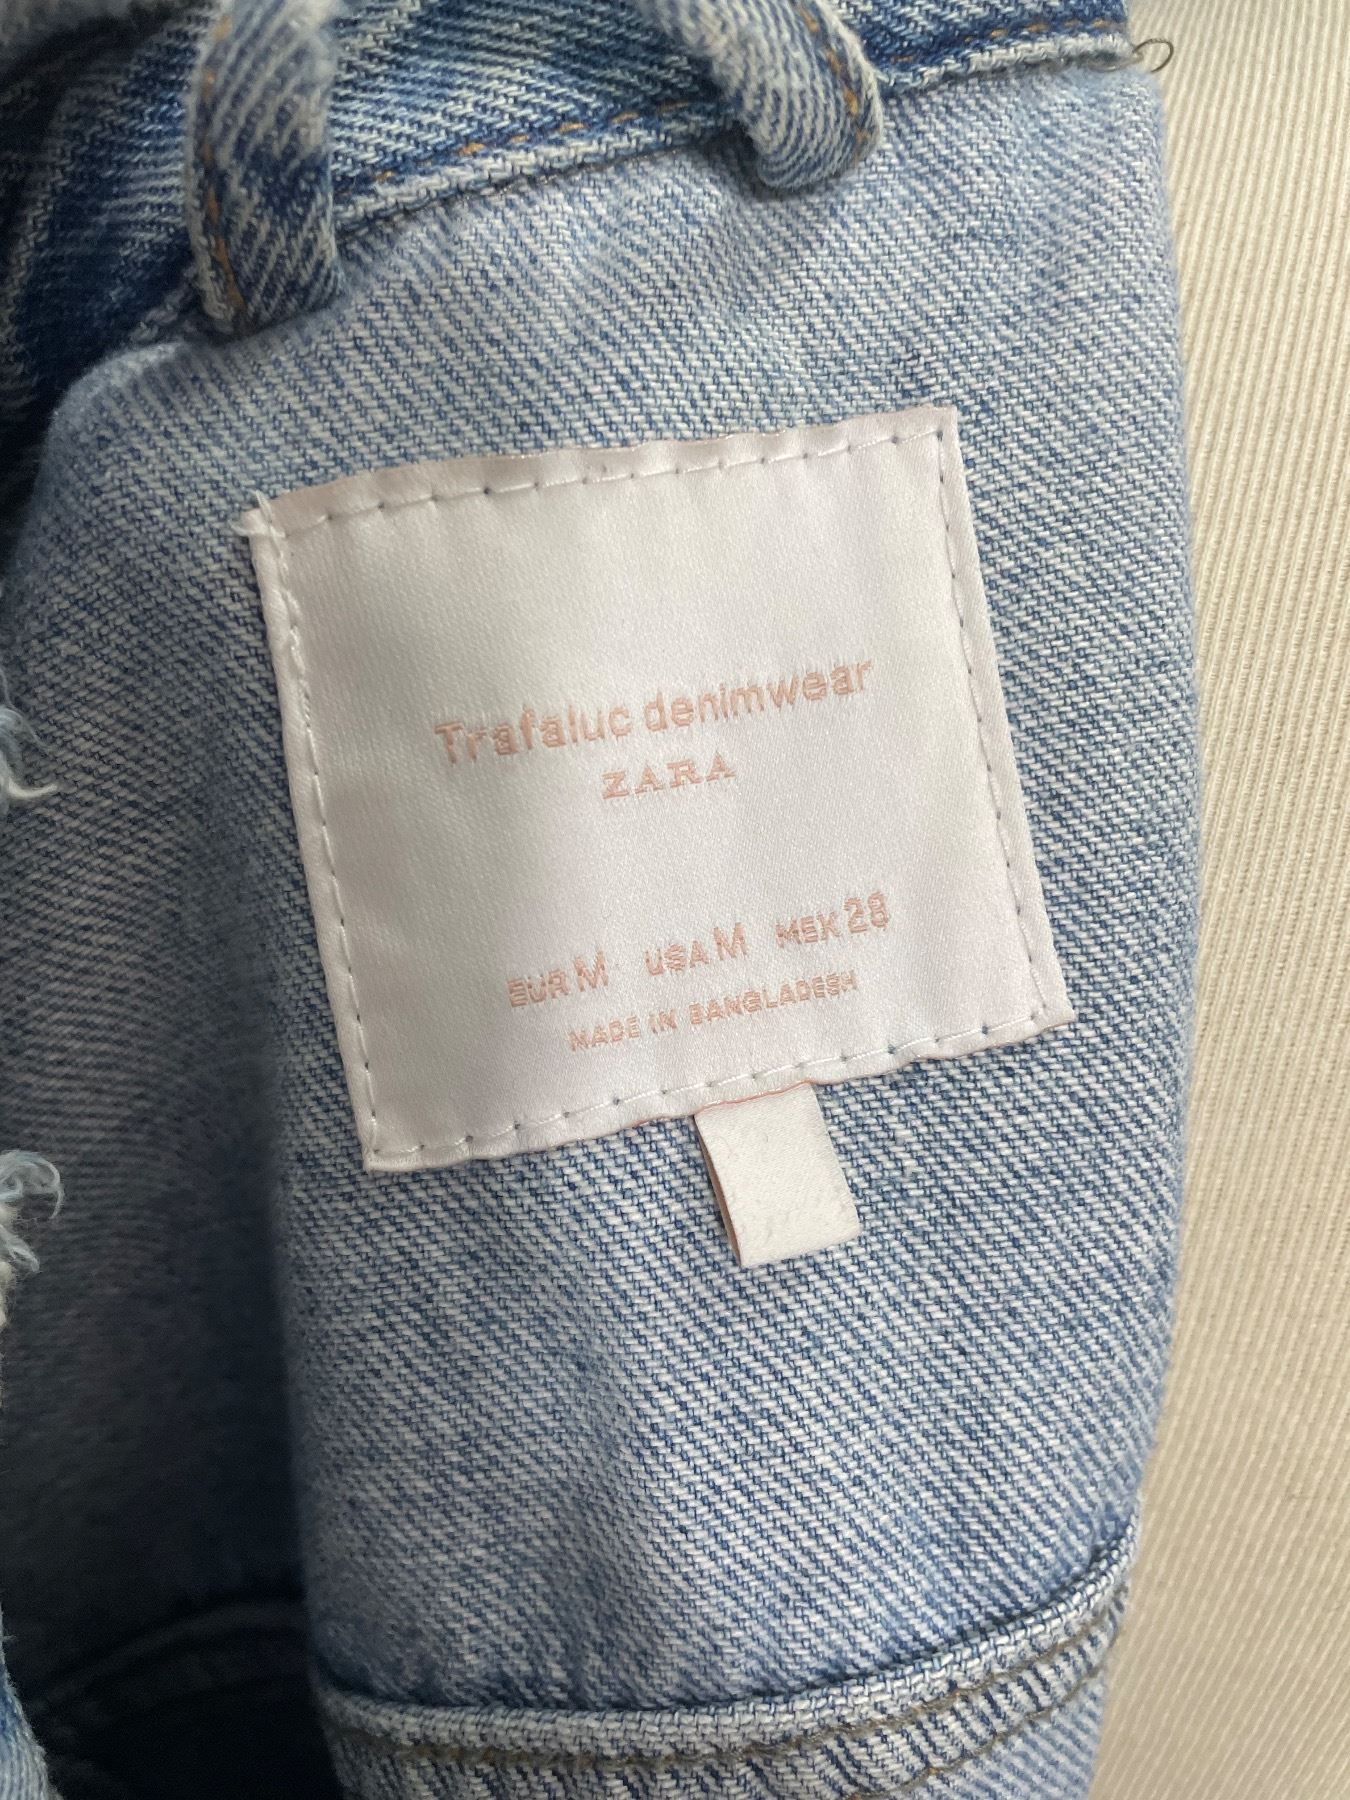 Trafaluc denimwear
ZARA
EUR M USA M MEX 28
MADE IN BANGLADESH